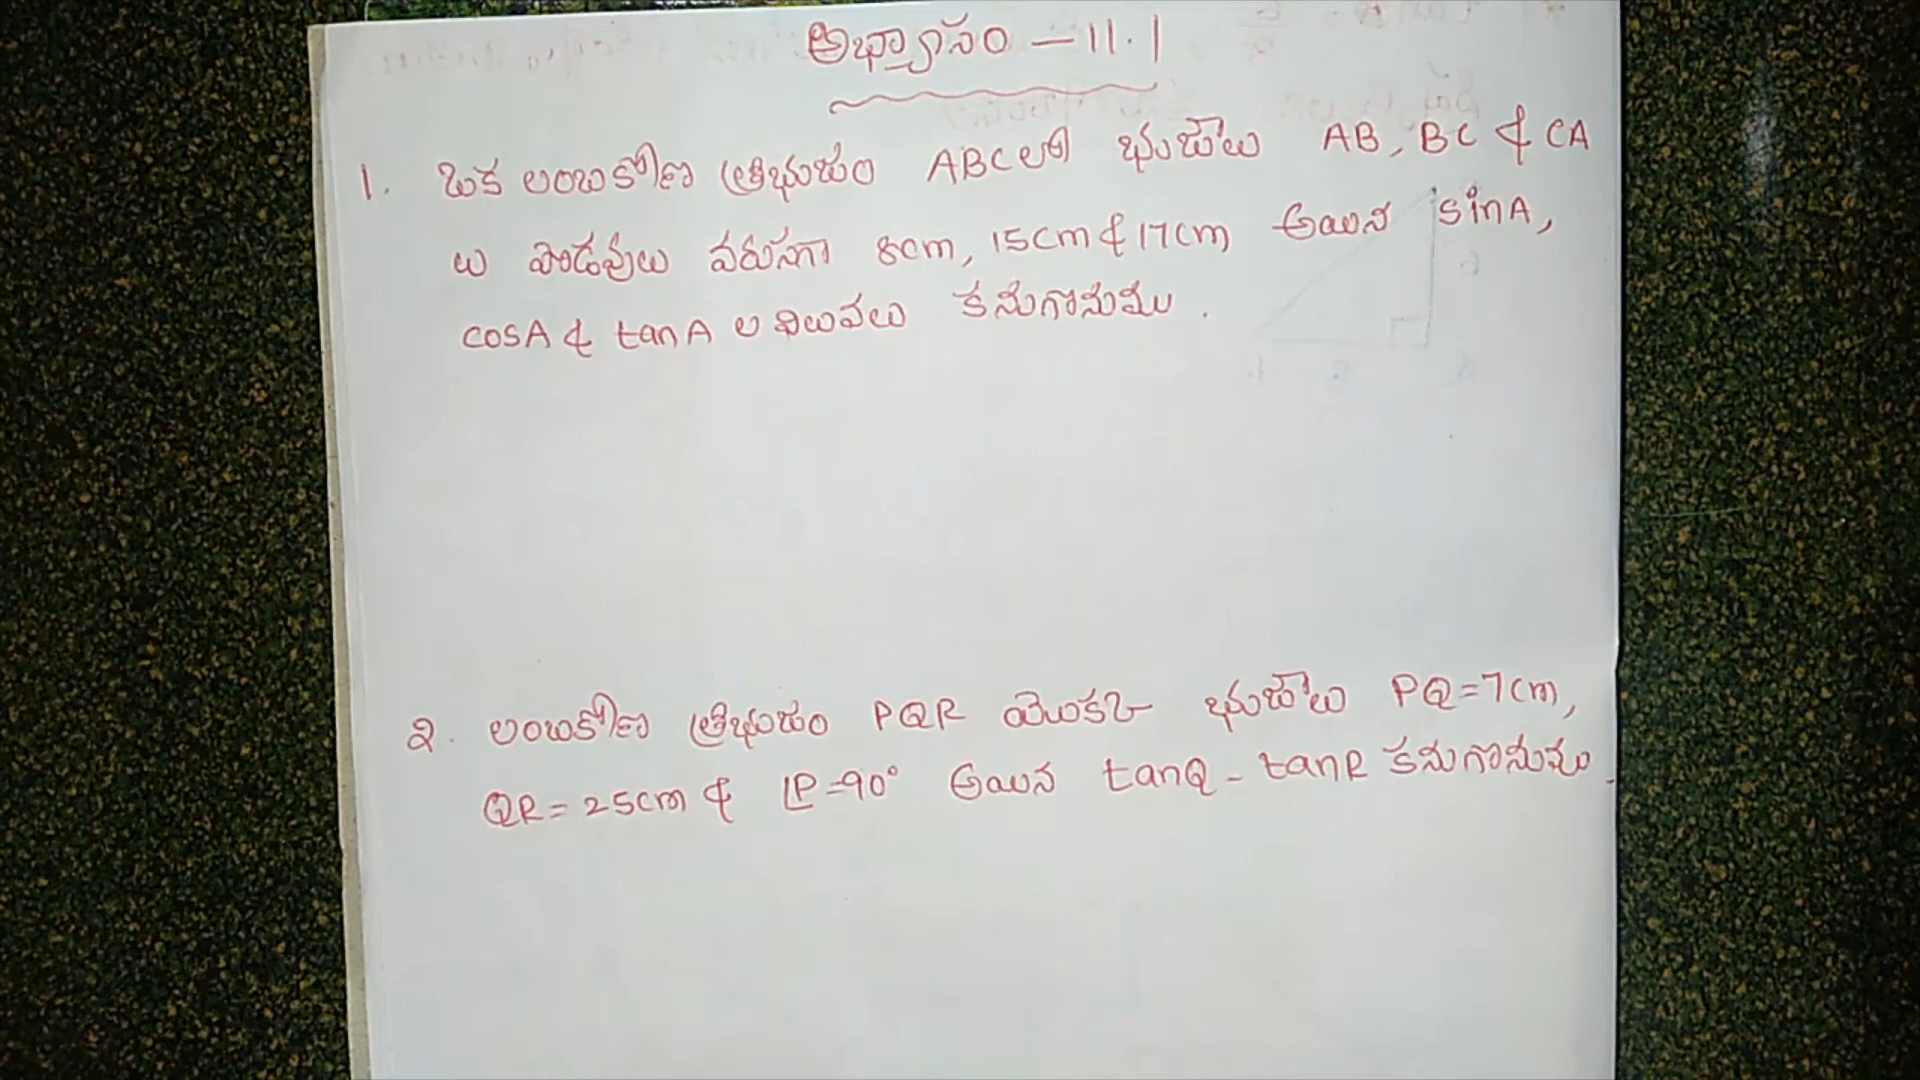 అభ్యాసం - 11.1
1. ఒక లంబకోణ త్రిభుజం ABC లో భుజాలు AB, BC & CA
ల పొడవులు వరుసగా 8cm, 15cm & 17cm అయిన sinA,
cosA & tanA ల విలువలు కనుగొనుము.
2. లంబకోణ త్రిభుజం PQR యొక్క భుజాలు PQ=7cm,
QR = 25cm & ∠P=90° అయిన tanQ - tanR కనుగొనుము.